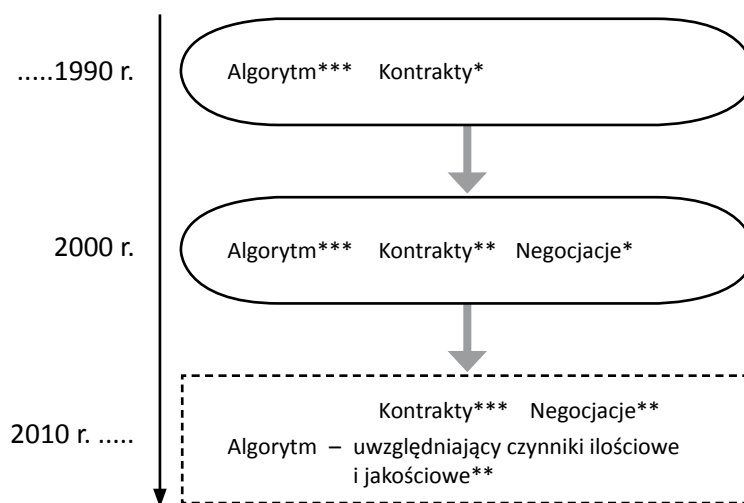 .....1990 r.
Algorytm*** Kontrakty*
2000 r.
Algorytm*** Kontrakty** Negocjacje*
2010 r. .....
Kontrakty*** Negocjacje**
Algorytm – uwzględniający czynniki ilościowe
i jakościowe**